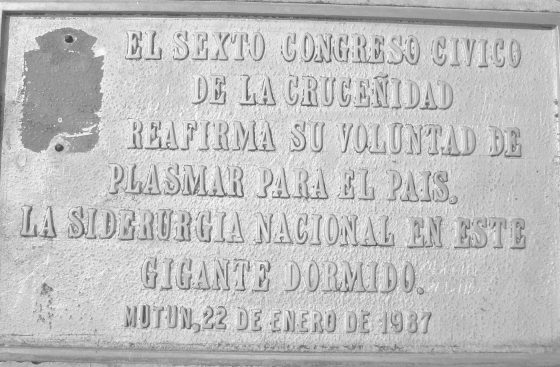 EL SEXTO CONGRESO CIVICO
DE LA CRUCEÑIDAD
REAFIRMA SU VOLUNTAD DE
PLASMAR PARA EL PAIS.
LA SIDERURGIA NACIONAL EN ESTE
GIGANTE DORMIDO.
MUTUN, 22 DE ENERO DE 1987